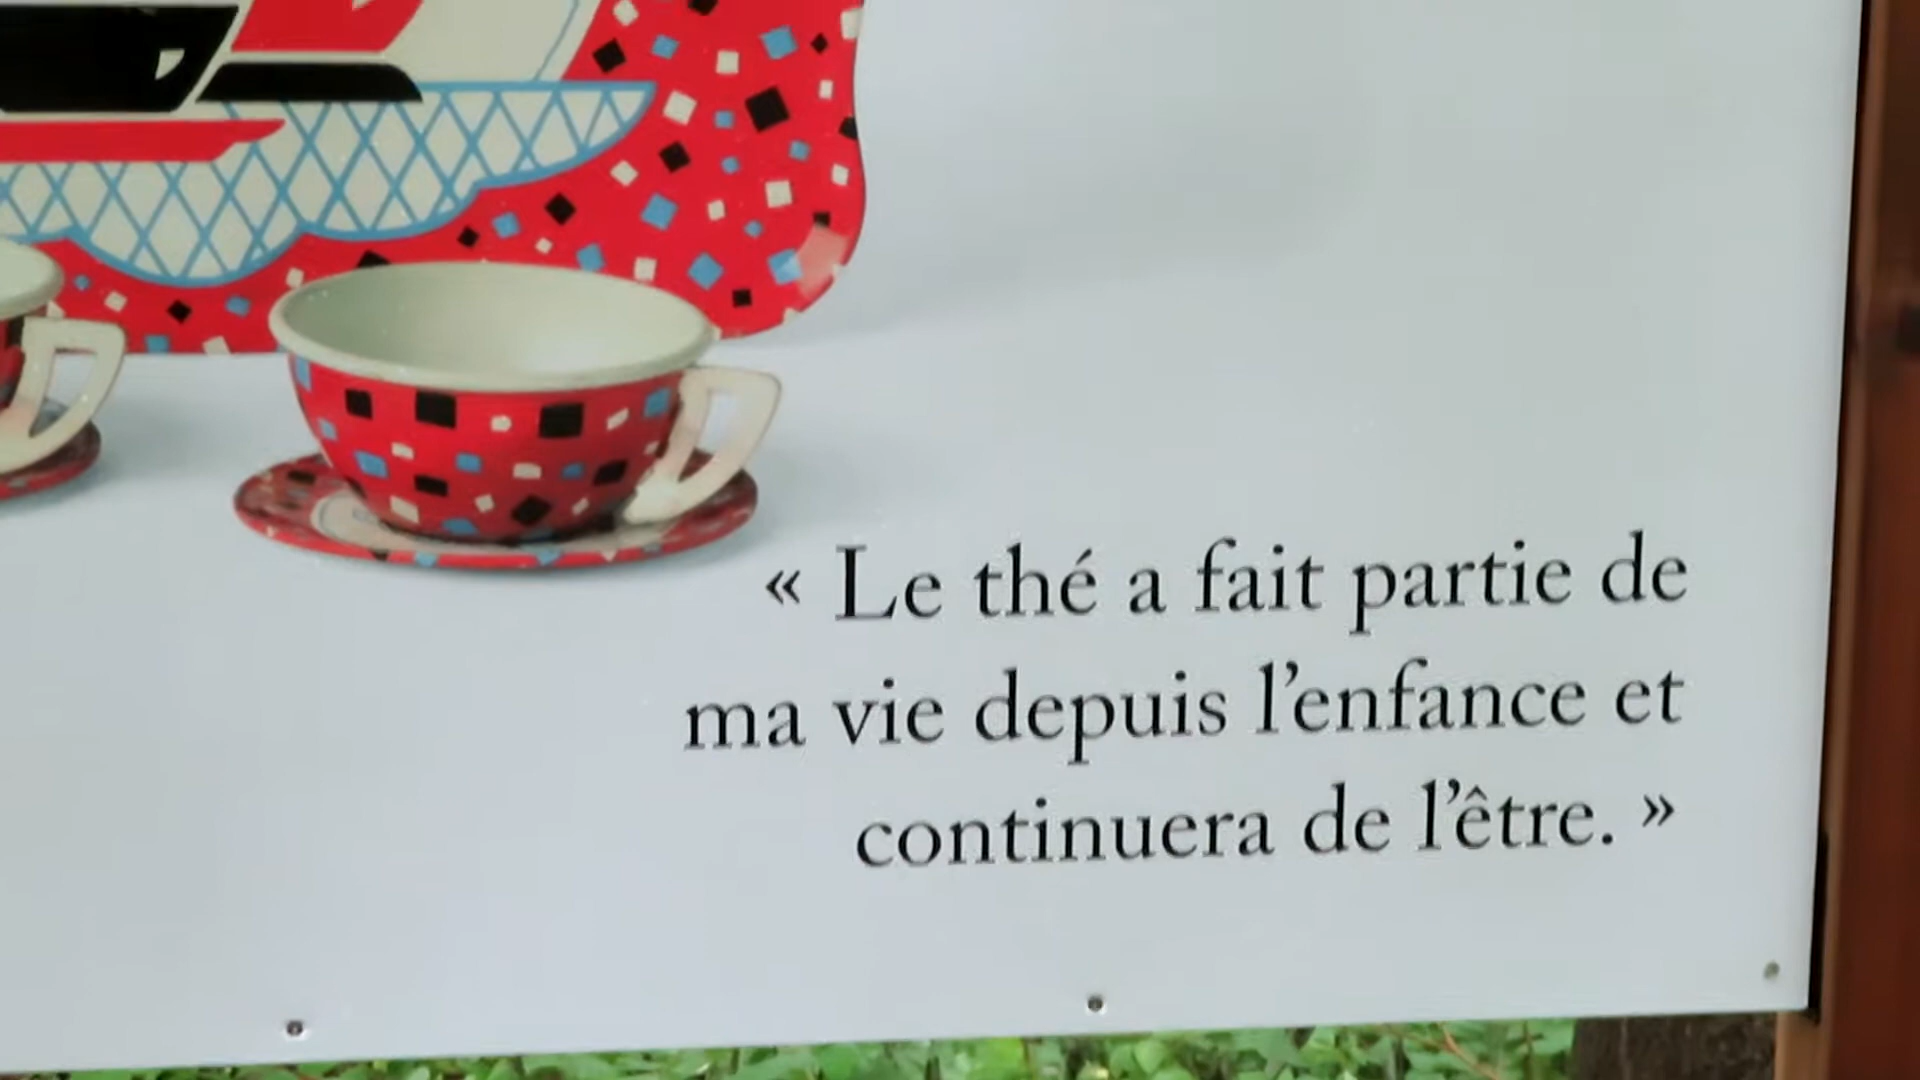 « Le thé a fait partie de
ma vie depuis l’enfance et
continuera de l’être. »